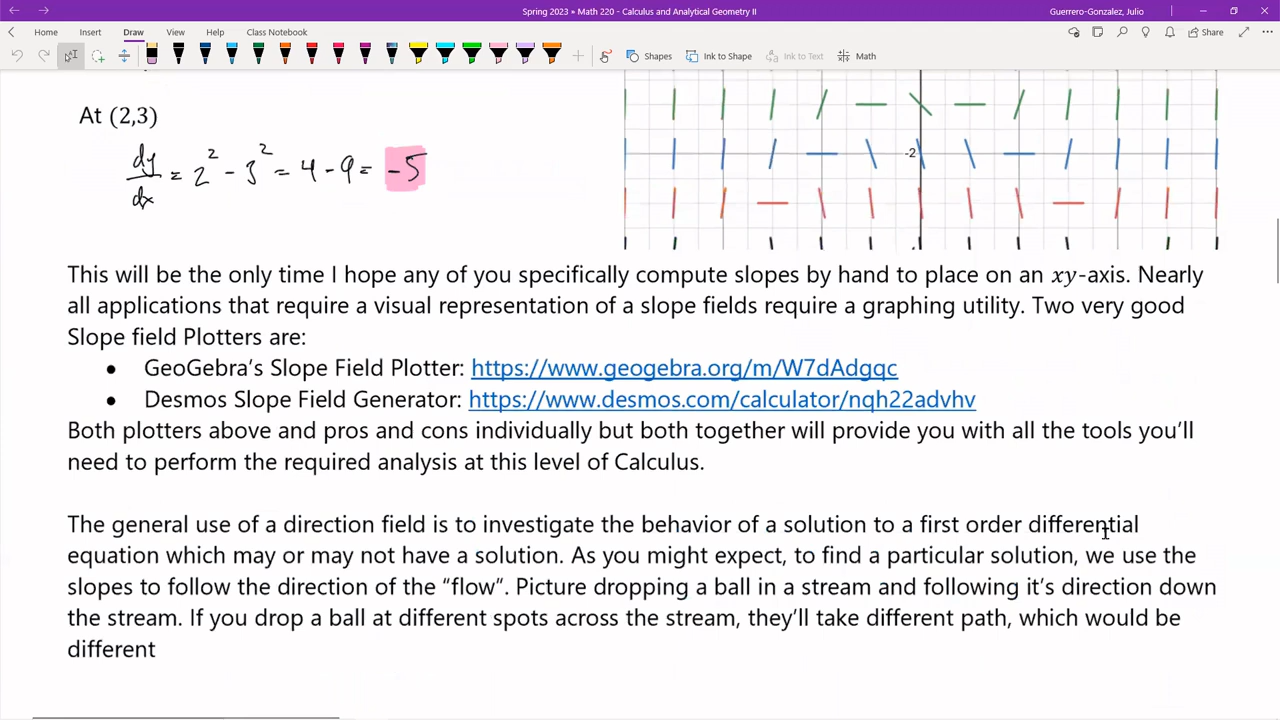 Spring 2023 » Math 220 - Calculus and Analytical Geometry II
Guerrero-Gonzalez, Julio
Home Insert Draw View Help Class Notebook
Share
Shapes Ink to Shape Ink to Text Math
At (2,3)
dy/dx = 2² - 3² = 4 - 9 = -5
-2
This will be the only time I hope any of you specifically compute slopes by hand to place on an xy-axis. Nearly
all applications that require a visual representation of a slope fields require a graphing utility. Two very good
Slope field Plotters are:
• GeoGebra's Slope Field Plotter: https://www.geogebra.org/m/W7dAdgqc
• Desmos Slope Field Generator: https://www.desmos.com/calculator/nqh22advhv
Both plotters above and pros and cons individually but both together will provide you with all the tools you'll
need to perform the required analysis at this level of Calculus.
The general use of a direction field is to investigate the behavior of a solution to a first order differential
equation which may or may not have a solution. As you might expect, to find a particular solution, we use the
slopes to follow the direction of the "flow". Picture dropping a ball in a stream and following it's direction down
the stream. If you drop a ball at different spots across the stream, they'll take different path, which would be
different